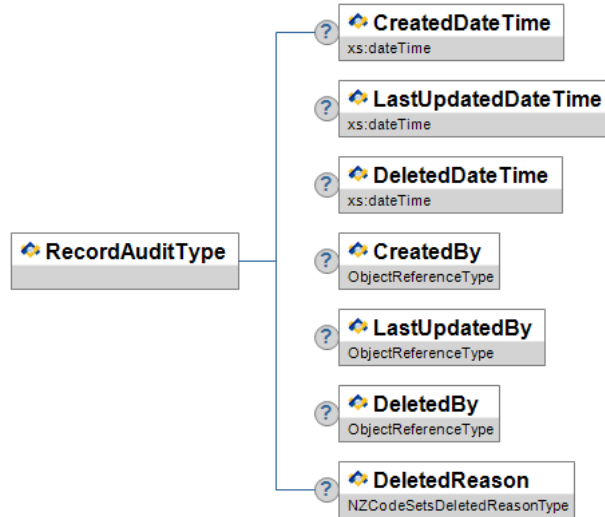 ?
CreatedDateTime
xs:dateTime
?
LastUpdatedDateTime
xs:dateTime
?
DeletedDateTime
xs:dateTime
RecordAuditType
?
CreatedBy
ObjectReferenceType
?
LastUpdatedBy
ObjectReferenceType
?
DeletedBy
ObjectReferenceType
?
DeletedReason
NZCodeSetsDeletedReasonType